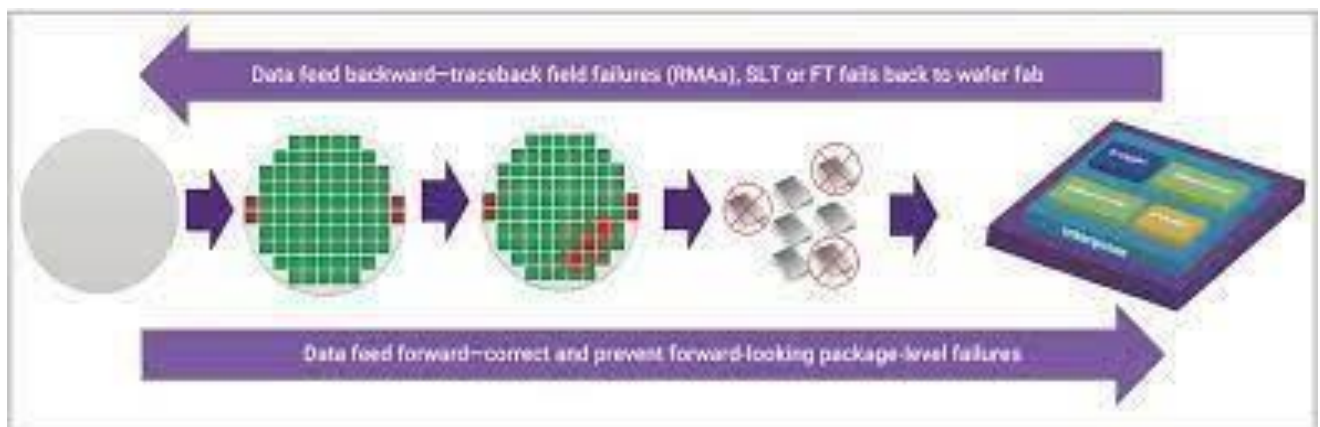 Data feed backward—traceback field failures (RMAs), SLT or FT fails back to wafer fab
Interposer
Data feed forward—correct and prevent forward-looking package-level failures